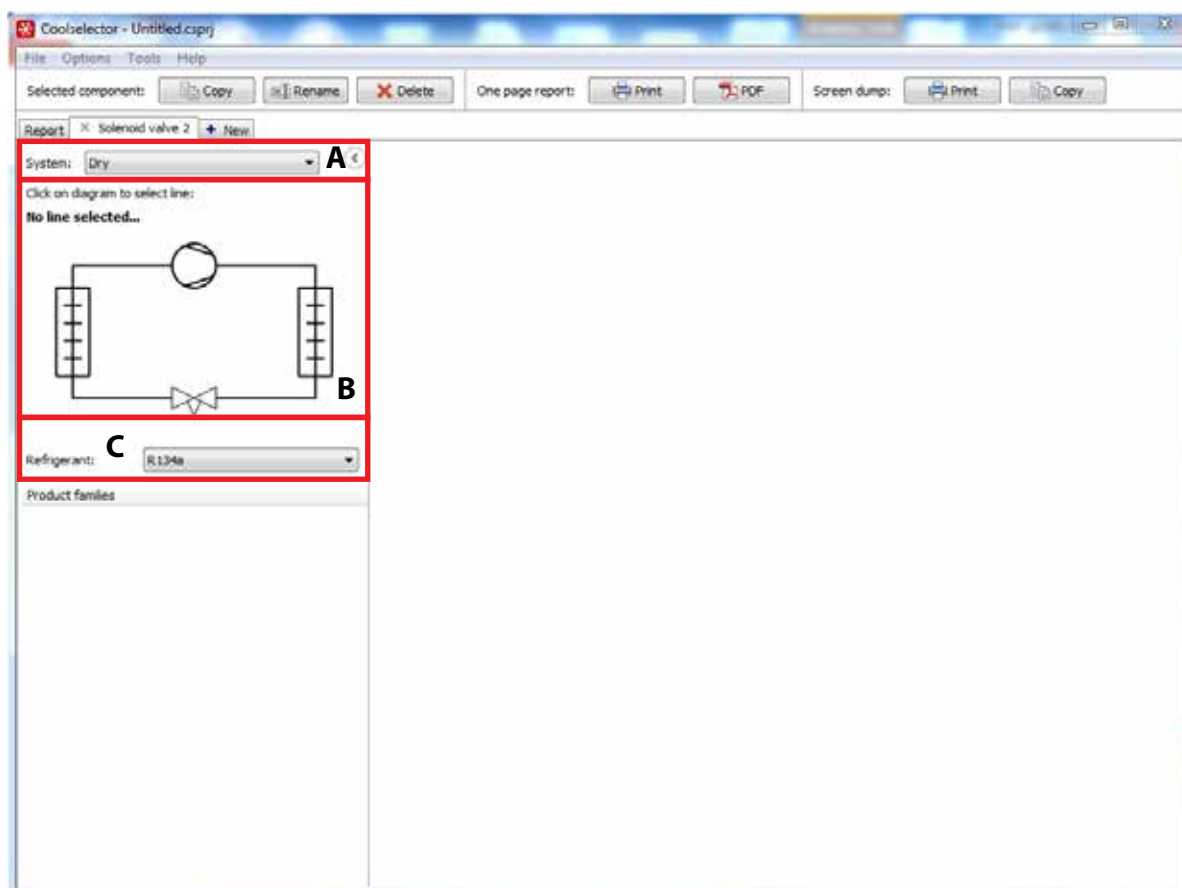 Coolselector - Untitled.csprj
File Options Tools Help
Selected component: Copy Rename Delete One page report: Print PDF Screen dump: Print Copy
Report Solenoid valve 2 New
System: Dry A
Click on diagram to select line:
No line selected...
B
C
Refrigerant: R134a
Product families